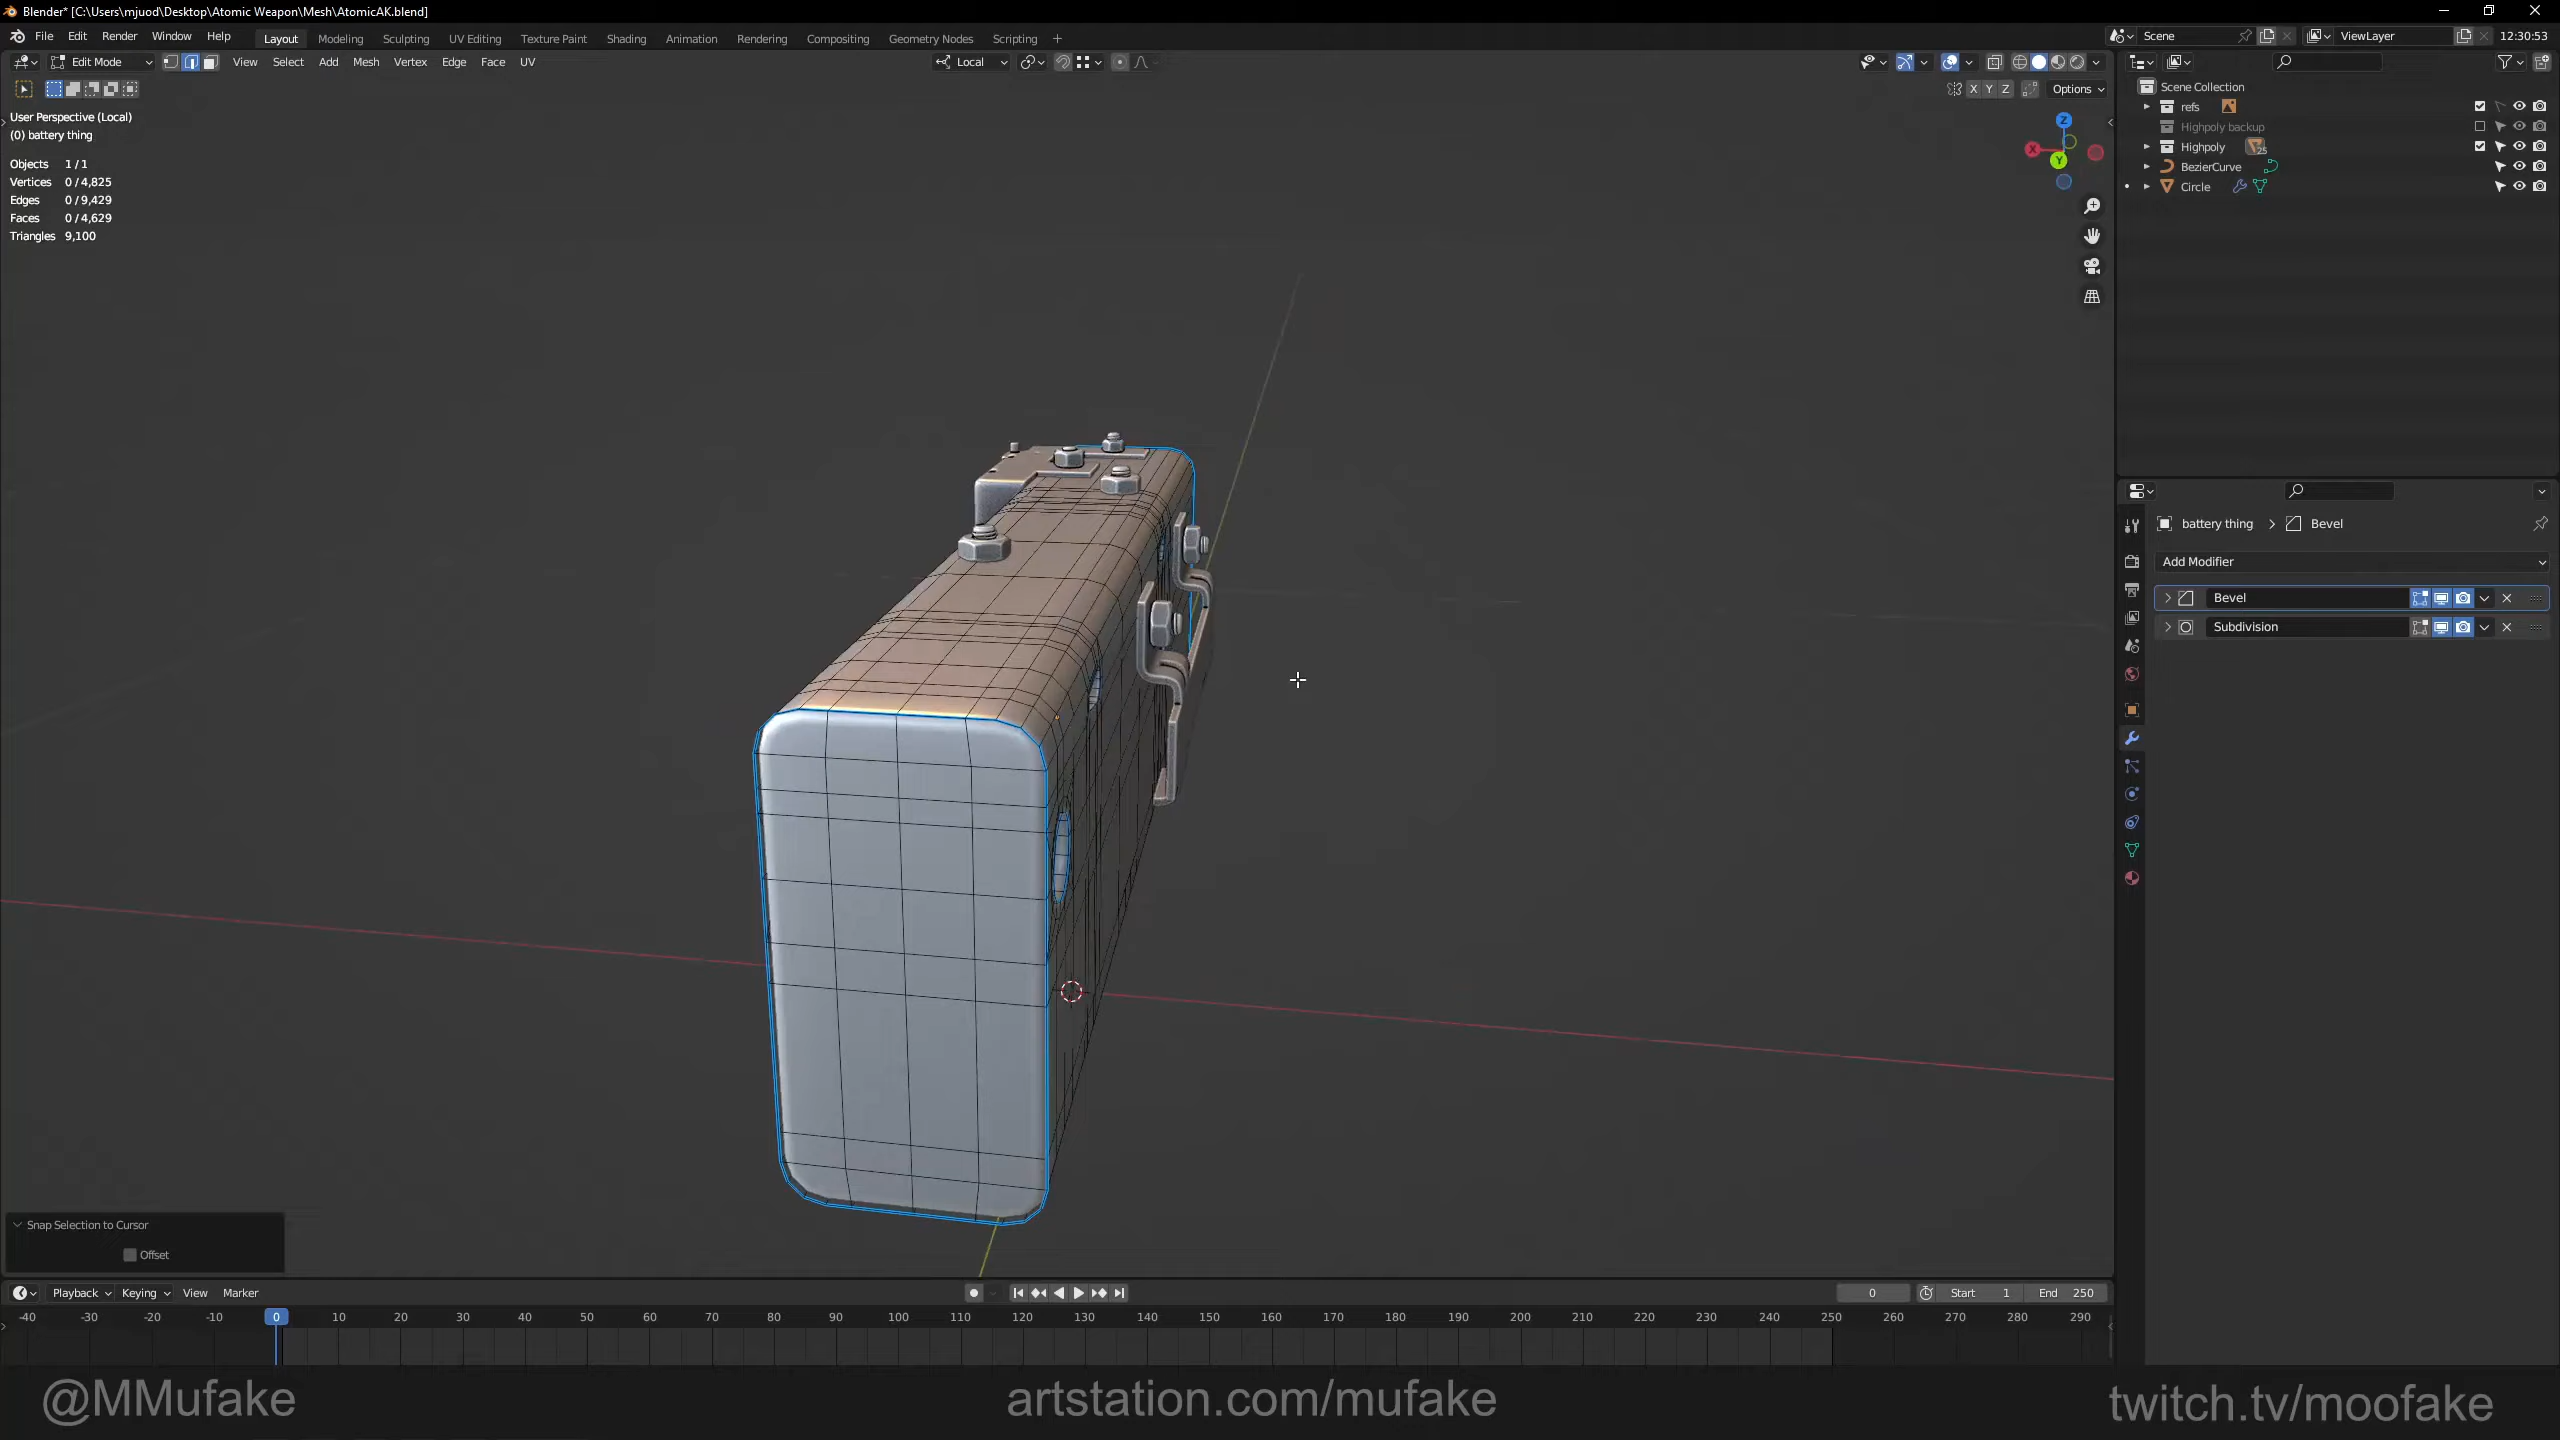 Blender* [C:\Users\mjuod\Desktop\Atomic Weapon\Mesh\AtomicAK.blend]
File Edit Render Window Help Layout Modeling Sculpting UV Editing Texture Paint Shading Animation Rendering Compositing Geometry Nodes Scripting + Scene ViewLayer 12:30:53
Edit Mode View Select Add Mesh Vertex Edge Face UV Local
X Y Z Options
User Perspective (Local)
(0) battery thing
Objects 1/1
Vertices 0/4,825
Edges 0/9,429
Faces 0/4,629
Triangles 9,100
Z
X
Y
Scene Collection
refs
Highpoly backup
Highpoly 25
BezierCurve
Circle
battery thing > Bevel
Add Modifier
Bevel
Subdivision
Snap Selection to Cursor
Offset
Playback Keying View Marker 0 Start 1 End 250
-40 -30 -20 -10 0 10 20 30 40 50 60 70 80 90 100 110 120 130 140 150 160 170 180 190 200 210 220 230 240 250 260 270 280 290
@MMufake artstation.com/mufake twitch.tv/moofake